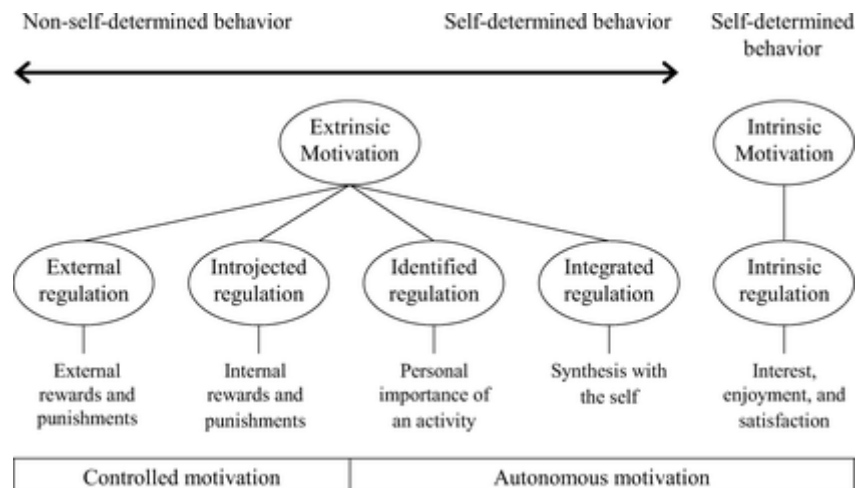 Non-self-determined behavior
Self-determined behavior
Self-determined
behavior
Extrinsic
Motivation
Intrinsic
Motivation
External
regulation
Introjected
regulation
Identified
regulation
Integrated
regulation
Intrinsic
regulation
External
rewards and
punishments
Internal
rewards and
punishments
Personal
importance of
an activity
Synthesis with
the self
Interest,
enjoyment, and
satisfaction
Controlled motivation
Autonomous motivation